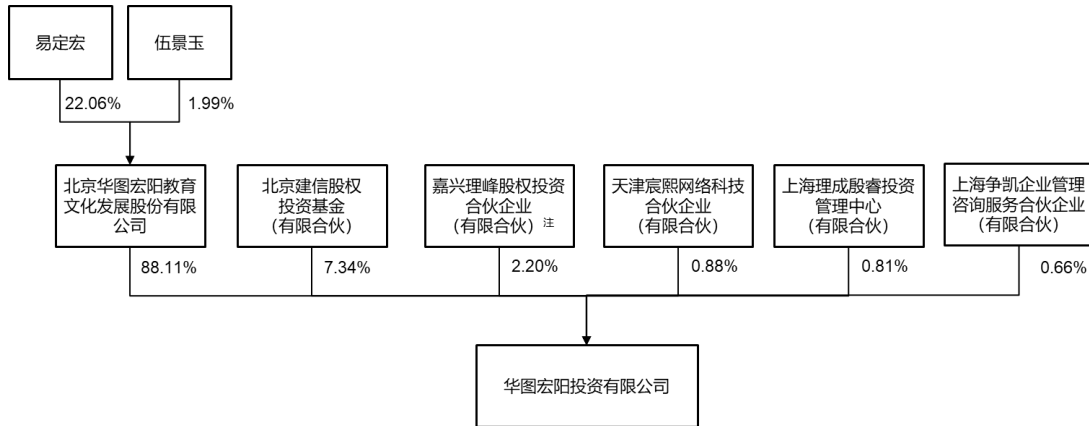 易定宏
伍景玉
22.06%
1.99%
北京华图宏阳教育
文化发展股份有限
公司
北京建信股权
投资基金
（有限合伙）
嘉兴理峰股权投资
合伙企业
（有限合伙）注
天津宸熙网络科技
合伙企业
（有限合伙）
上海理成殷睿投资
管理中心
（有限合伙）
上海争凯企业管理
咨询服务合伙企业
（有限合伙）
88.11%
7.34%
2.20%
0.88%
0.81%
0.66%
华图宏阳投资有限公司